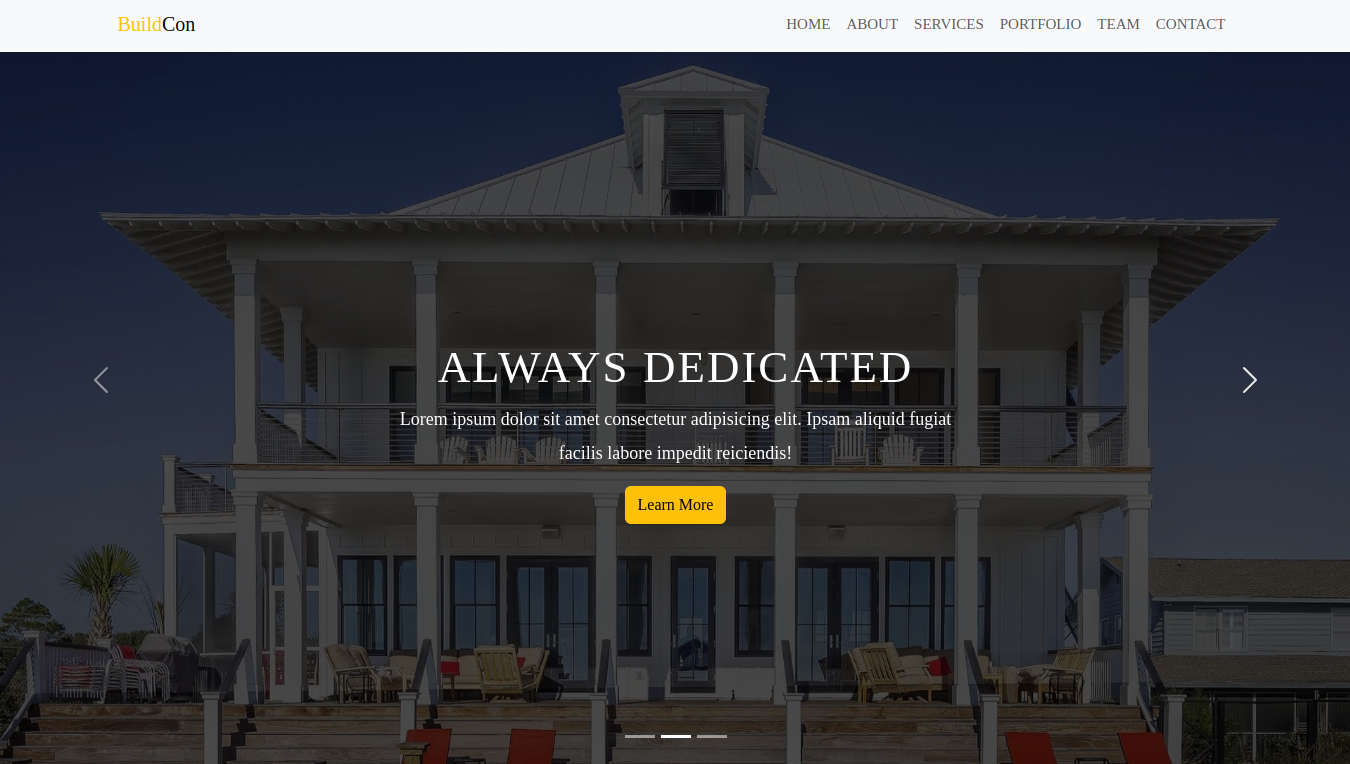 BuildCon
HOME ABOUT SERVICES PORTFOLIO TEAM CONTACT
ALWAYS DEDICATED
Lorem ipsum dolor sit amet consectetur adipisicing elit. Ipsam aliquid fugiat
facilis labore impedit reiciendis!
Learn More